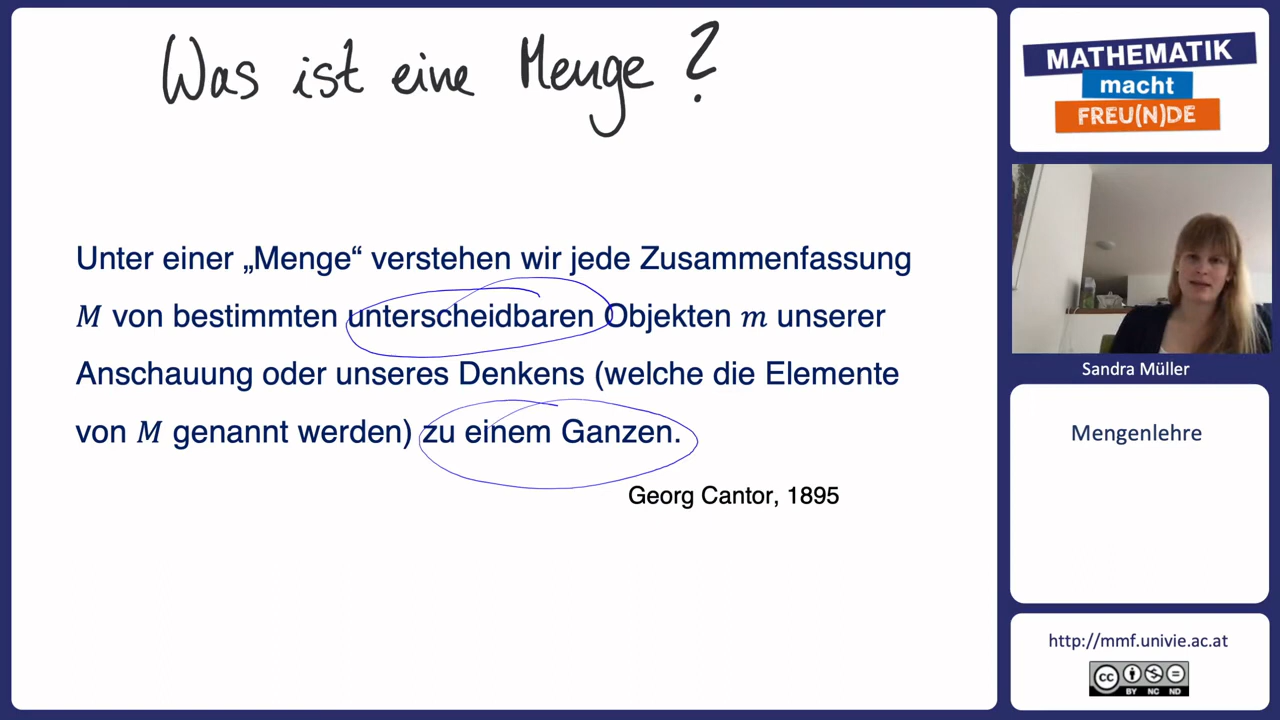 Was ist eine Menge?
Unter einer „Menge“ verstehen wir jede Zusammenfassung
M von bestimmten unterscheidbaren Objekten m unserer
Anschauung oder unseres Denkens (welche die Elemente
von M genannt werden) zu einem Ganzen.
Georg Cantor, 1895
MATHEMATIK
macht
FREU(N)DE
Sandra Müller
Mengenlehre
http://mmf.univie.ac.at
cc
BY NC ND